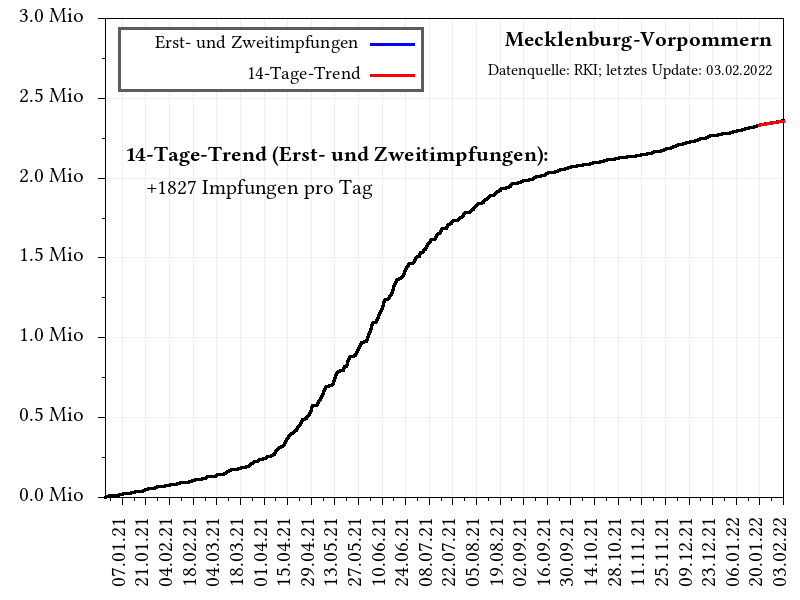 3.0 Mio
2.5 Mio
2.0 Mio
1.5 Mio
1.0 Mio
0.5 Mio
0.0 Mio
Erst- und Zweitimpfungen
14-Tage-Trend
Mecklenburg-Vorpommern
Datenquelle: RKI; letztes Update: 03.02.2022
14-Tage-Trend (Erst- und Zweitimpfungen):
+1827 Impfungen pro Tag
07.01.21
21.01.21
04.02.21
18.02.21
04.03.21
18.03.21
01.04.21
15.04.21
29.04.21
13.05.21
27.05.21
10.06.21
24.06.21
08.07.21
22.07.21
05.08.21
19.08.21
02.09.21
16.09.21
30.09.21
14.10.21
28.10.21
11.11.21
25.11.21
09.12.21
23.12.21
06.01.22
20.01.22
03.02.22